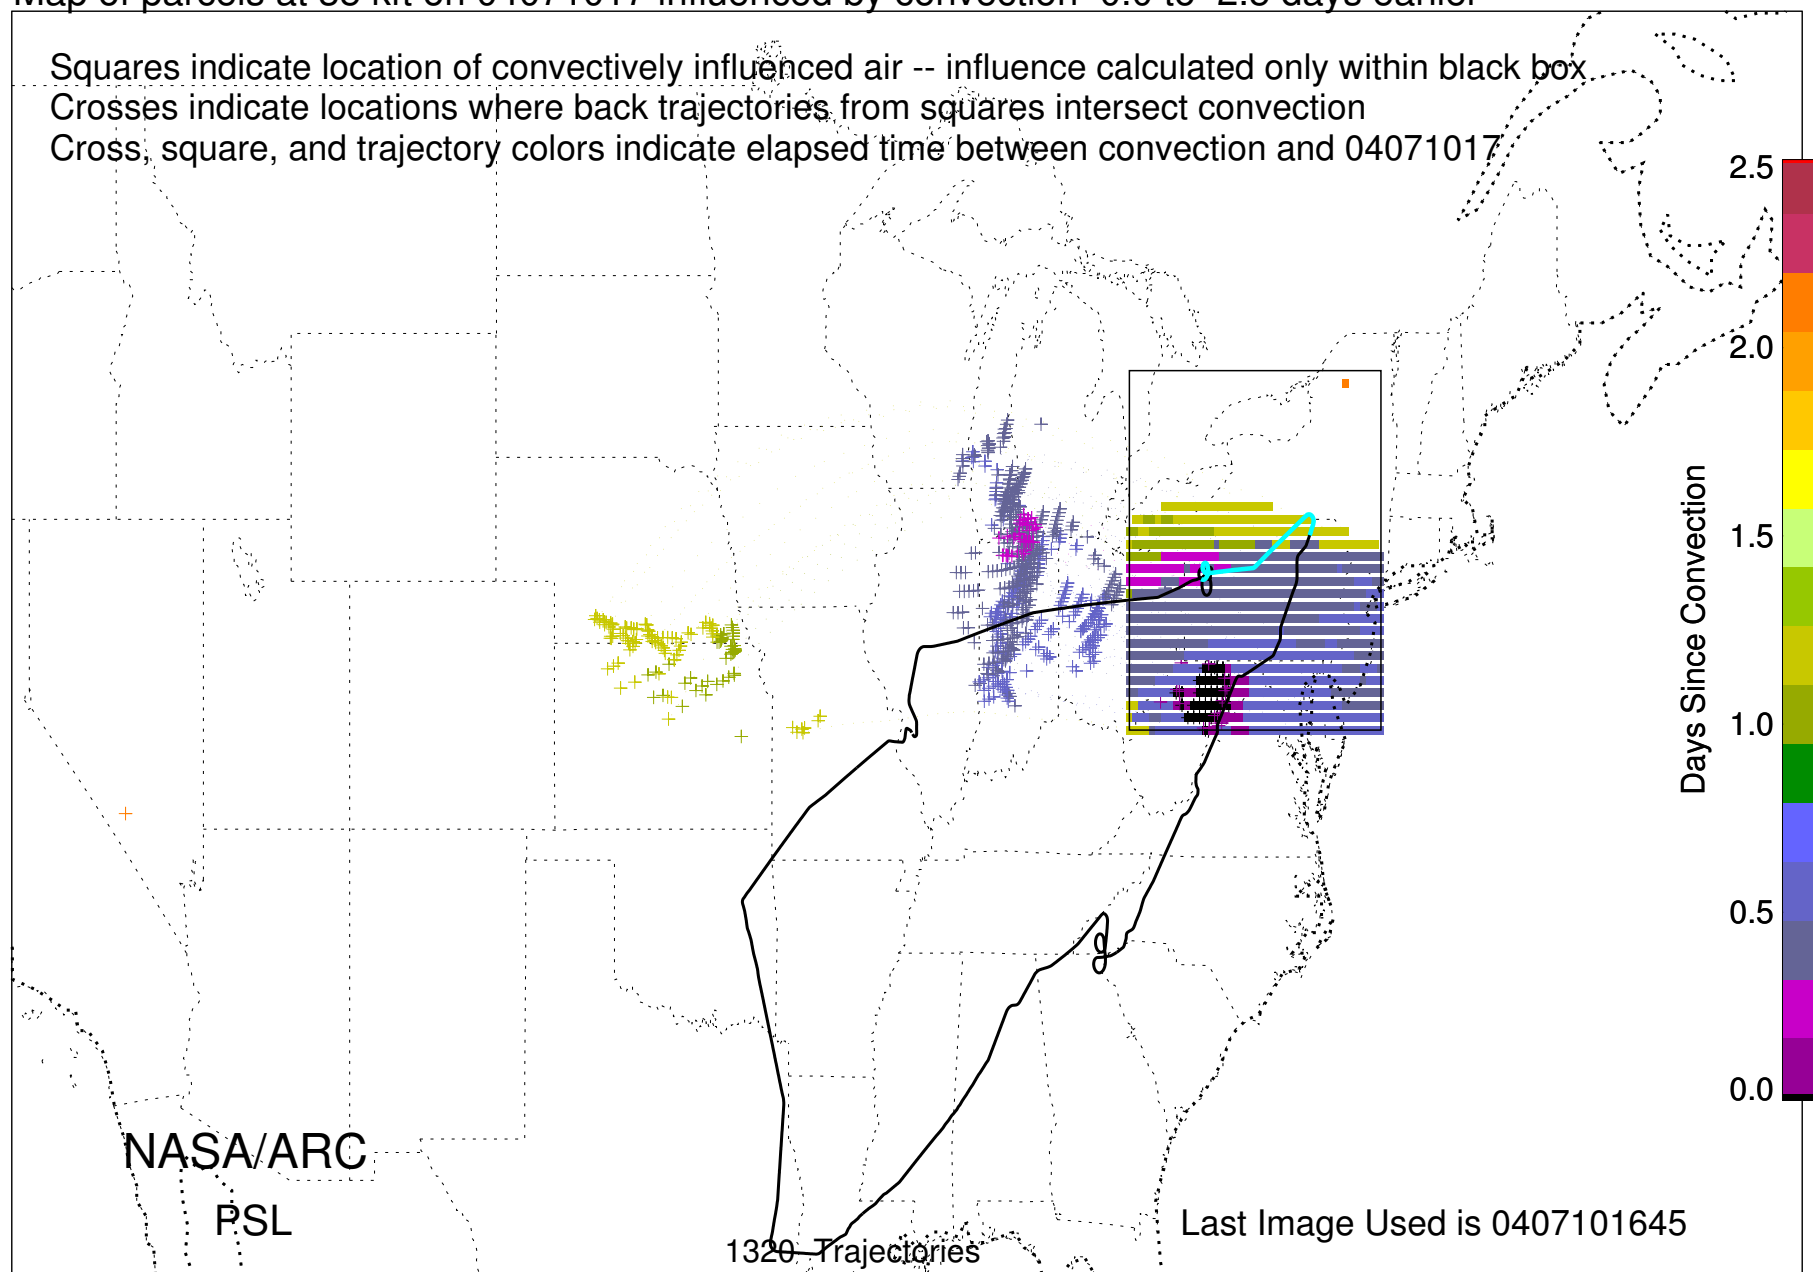 Squares indicate location of convectively influenced air -- influence calculated only within black box
Crosses indicate locations where back trajectories from squares intersect convection
Cross, square, and trajectory colors indicate elapsed time between convection and 04071017
2.5
2.0
1.5
1.0
0.5
0.0
Days Since Convection
NASA/ARC
PSL
Last Image Used is 0407101645
1320 Trajectories